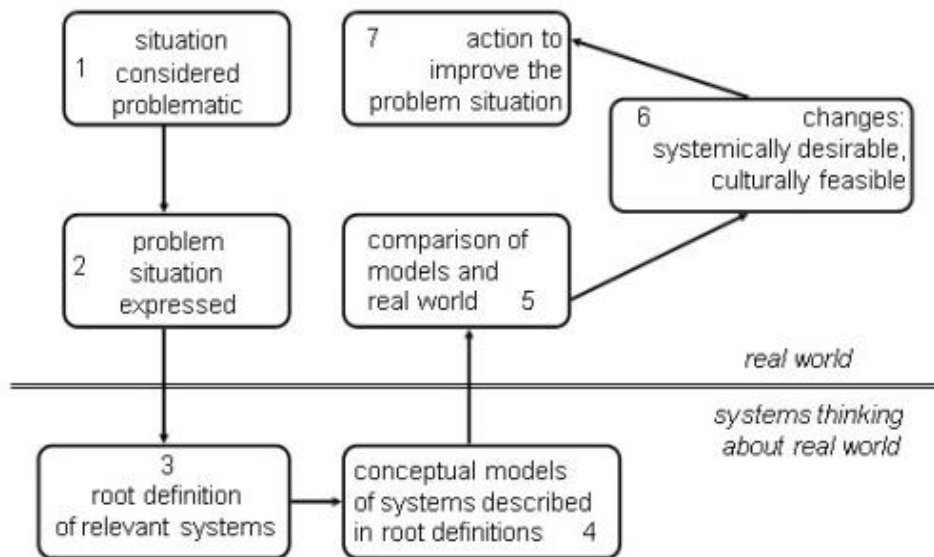 1
situation
considered
problematic
2
problem
situation
expressed
3
root definition
of relevant systems
conceptual models
of systems described
in root definitions 4
comparison of
models and
real world 5
6 changes:
systemically desirable,
culturally feasible
7 action to
improve the
problem situation
real world
systems thinking
about real world